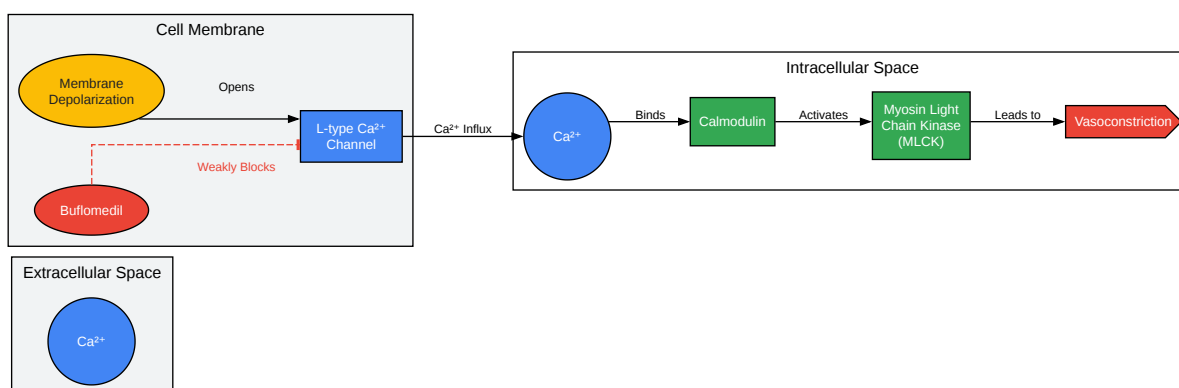 Cell Membrane
Membrane
Depolarization
Opens
L-type Ca²⁺
Channel
Weakly Blocks
Buflomedil
Ca²⁺ Influx
Intracellular Space
Ca²⁺
Binds
Calmodulin
Activates
Myosin Light
Chain Kinase
(MLCK)
Leads to
Vasoconstriction
Extracellular Space
Ca²⁺